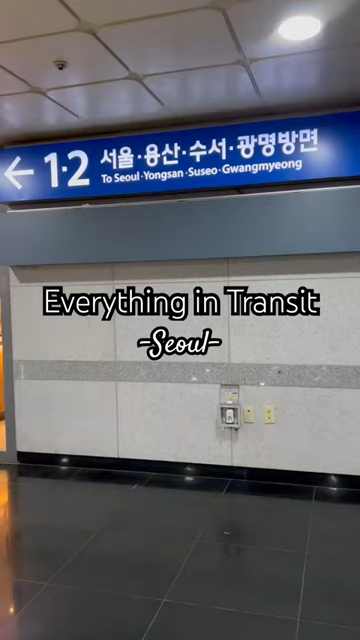 ← 1·2 서울·용산·수서·광명방면
To Seoul·Yongsan·Suseo·Gwangmyeong
Everything in Transit
-Seoul-